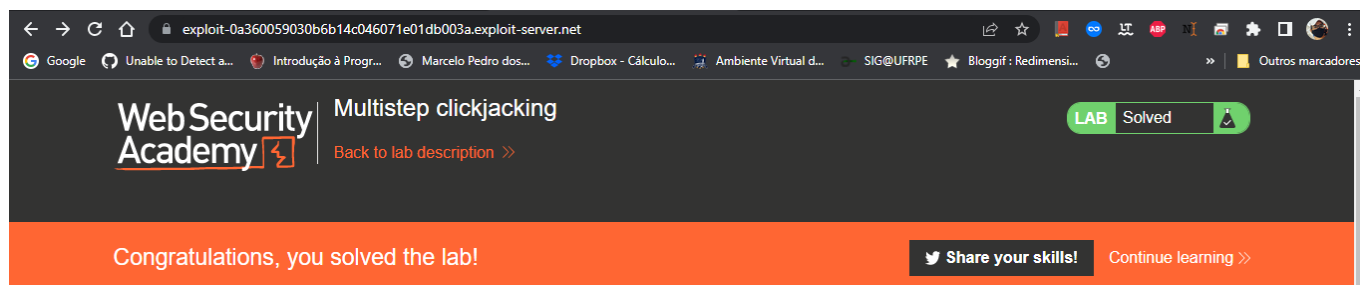 exploit-0a360059030b6b14c046071e01db003a.exploit-server.net
Google Unable to Detect a... Introdução à Progr... Marcelo Pedro dos... Dropbox - Cálculo... Ambiente Virtual d... SIG@UFRPE Bloggif : Redimensi... » Outros marcadores
Web Security
Academy
Multistep clickjacking
Back to lab description »
LAB Solved
Congratulations, you solved the lab!
Share your skills!
Continue learning »